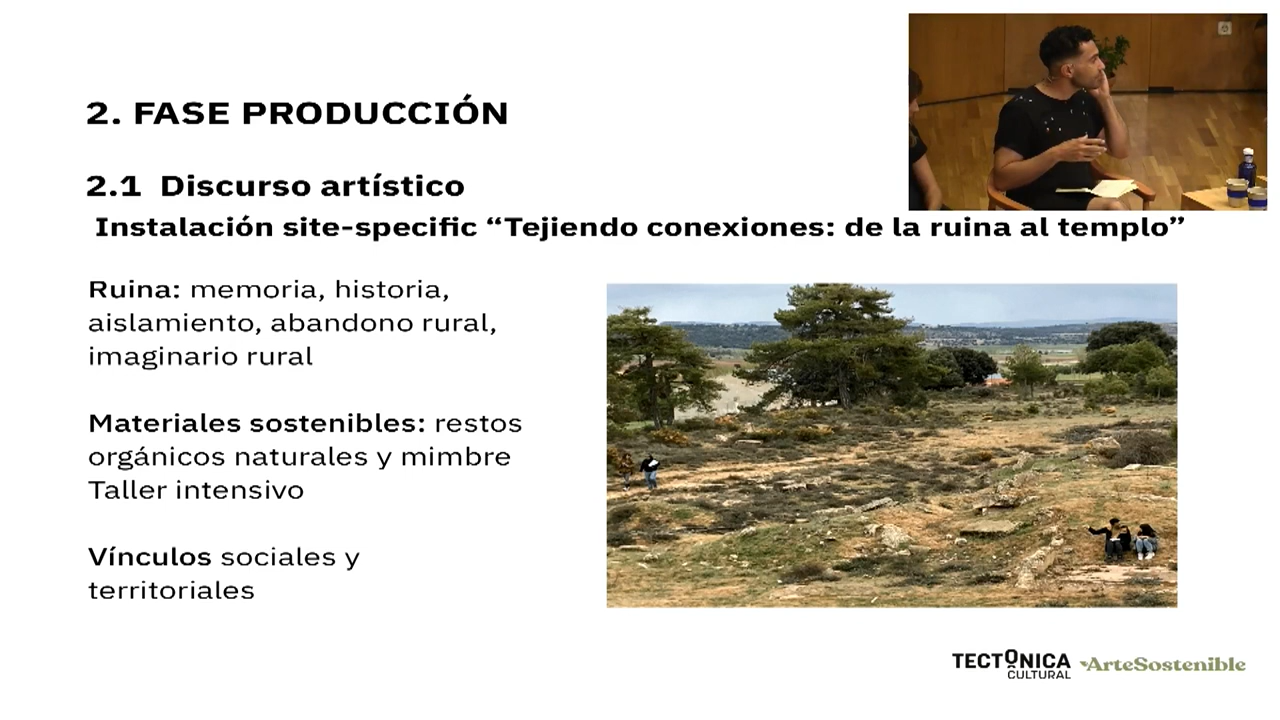 2. FASE PRODUCCIÓN
2.1 Discurso artístico
Instalación site-specific “Tejiendo conexiones: de la ruina al templo”
Ruina: memoria, historia,
aislamiento, abandono rural,
imaginario rural
Materiales sostenibles: restos
orgánicos naturales y mimbre
Taller intensivo
Vínculos sociales y
territoriales
TECTÓNICA
CULTURAL
ArteSostenible